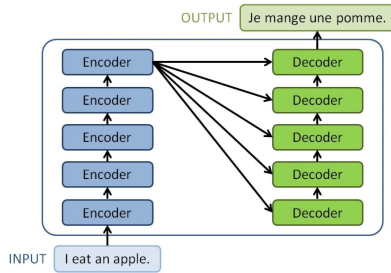 OUTPUT Je mange une pomme.
Encoder Decoder
Encoder Decoder
Encoder Decoder
Encoder Decoder
Encoder Decoder
INPUT I eat an apple.